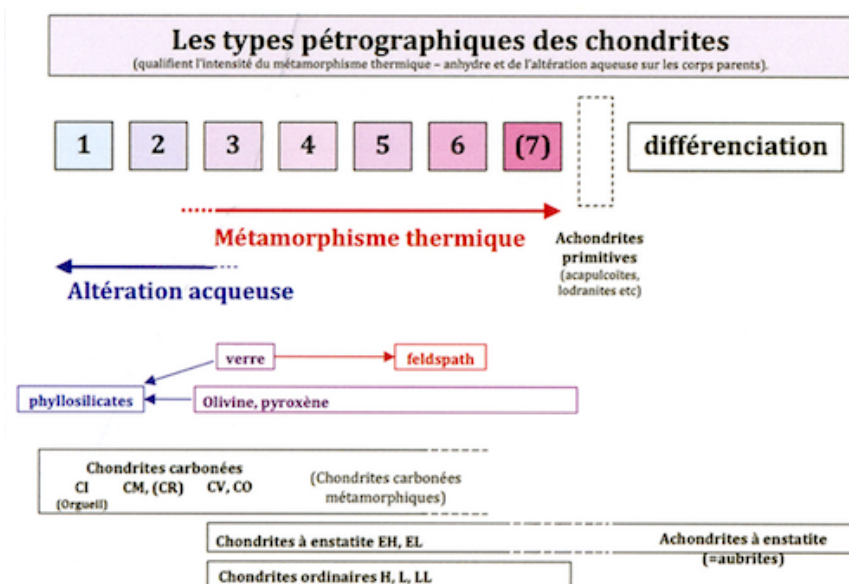 Les types pétrographiques des chondrites
(qualifient l'intensité du métamorphisme thermique – anhydre et de l'altération aqueuse sur les corps parents).
1 2 3 4 5 6 (7) différenciation
Métamorphisme thermique
Achondrites
primitives
(acapulcoïtes,
lodranites etc)
Altération acqueuse
verre feldspath
phyllosilicates Olivine, pyroxène
Chondrites carbonées
CI CM, (CR) CV, CO
(Orgueil)
(Chondrites carbonées
métamorphiques)
Chondrites à enstatite EH, EL
Achondrites à enstatite
(=aubrites)
Chondrites ordinaires H, L, LL